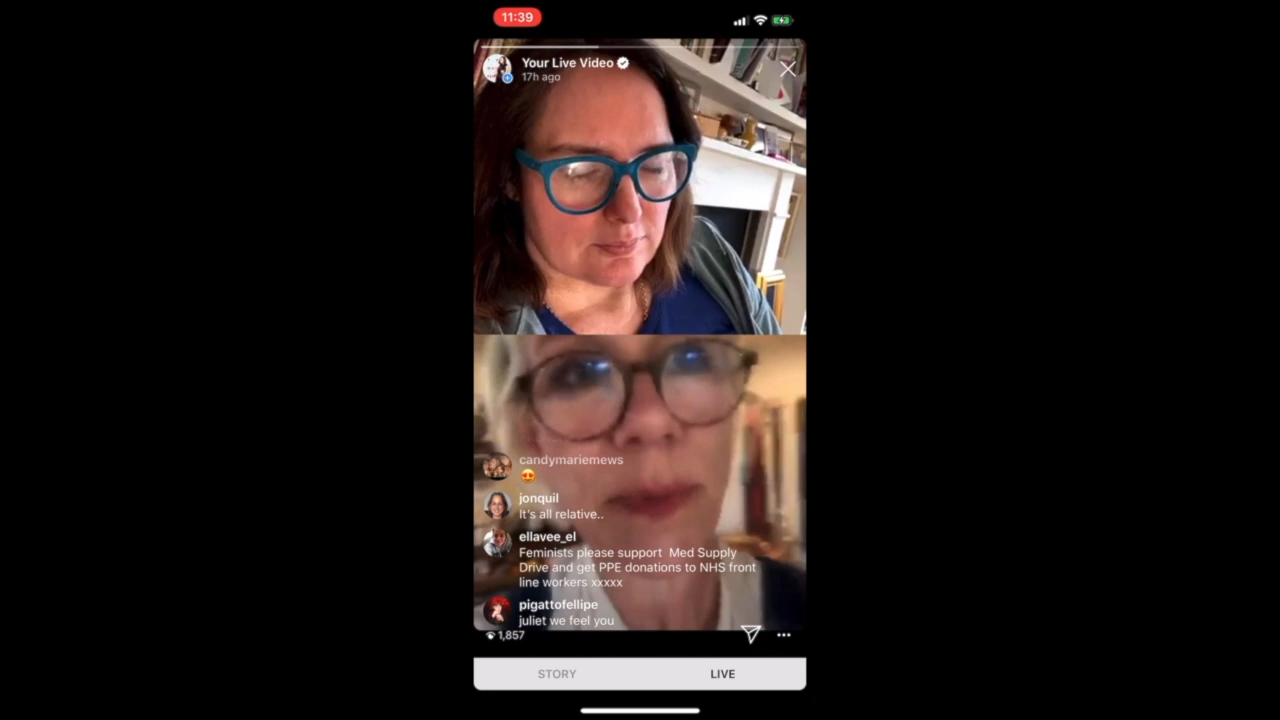 11:39
Your Live Video
17h ago
candymariemews
😍
jonquil
It's all relative..
ellavee_el
Feminists please support Med Supply
Drive and get PPE donations to NHS front
line workers xxxxx
pigattofellipe
juliet we feel you
1,857
STORY
LIVE